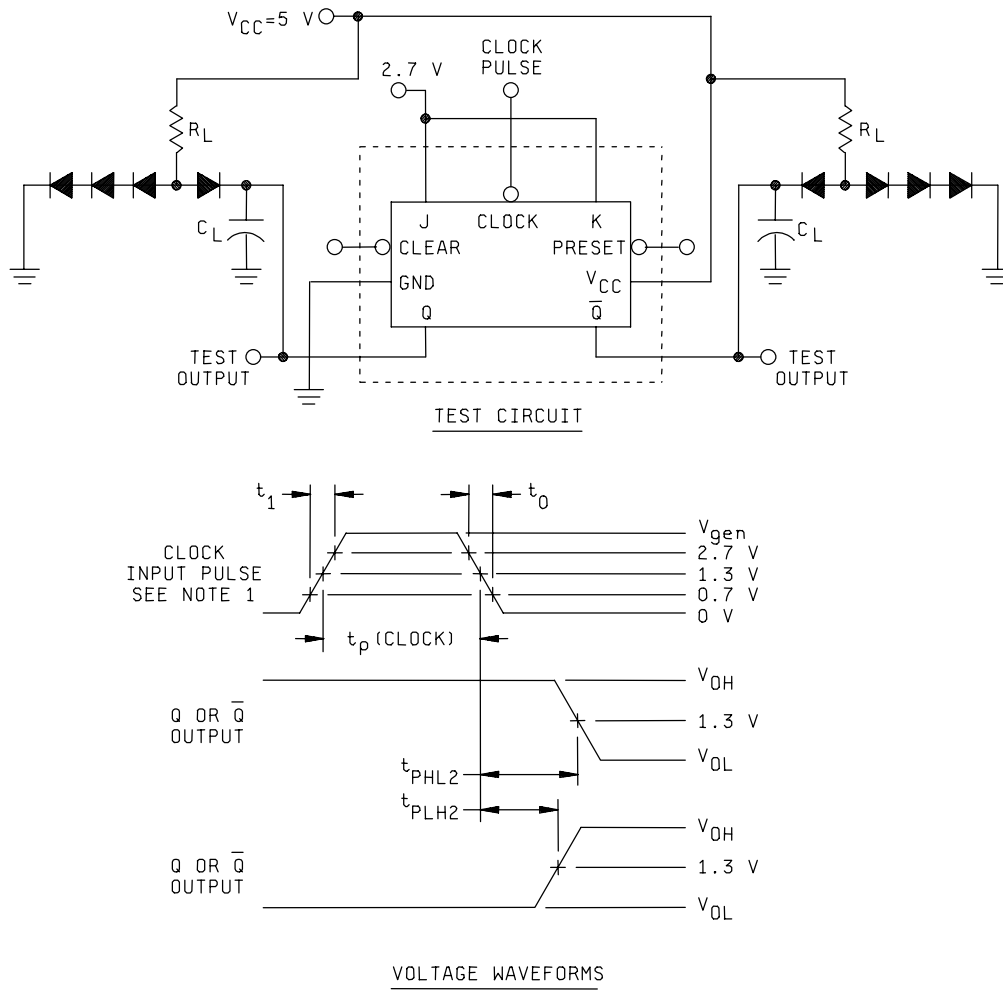 V_CC=5 V
2.7 V
CLOCK
PULSE
R_L
R_L
C_L
C_L
J
CLOCK
K
CLEAR
PRESET
GND
V_CC
Q
Q̅
TEST
OUTPUT
TEST
OUTPUT
TEST CIRCUIT
t_1
t_0
CLOCK
INPUT PULSE
SEE NOTE 1
V_gen
2.7 V
1.3 V
0.7 V
0 V
t_p (CLOCK)
Q OR Q̅
OUTPUT
V_OH
1.3 V
V_OL
t_PHL2
t_PLH2
Q OR Q̅
OUTPUT
V_OH
1.3 V
V_OL
VOLTAGE WAVEFORMS